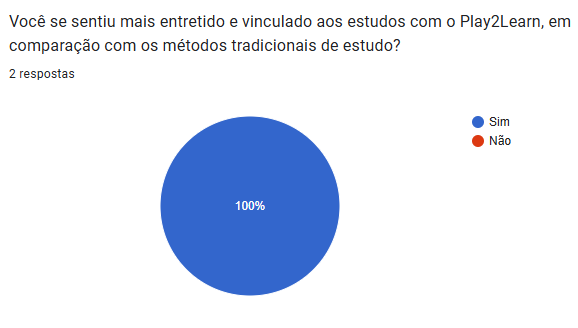 Você se sentiu mais entretido e vinculado aos estudos com o Play2Learn, em
comparação com os métodos tradicionais de estudo?
2 respostas
Sim
Não
100%